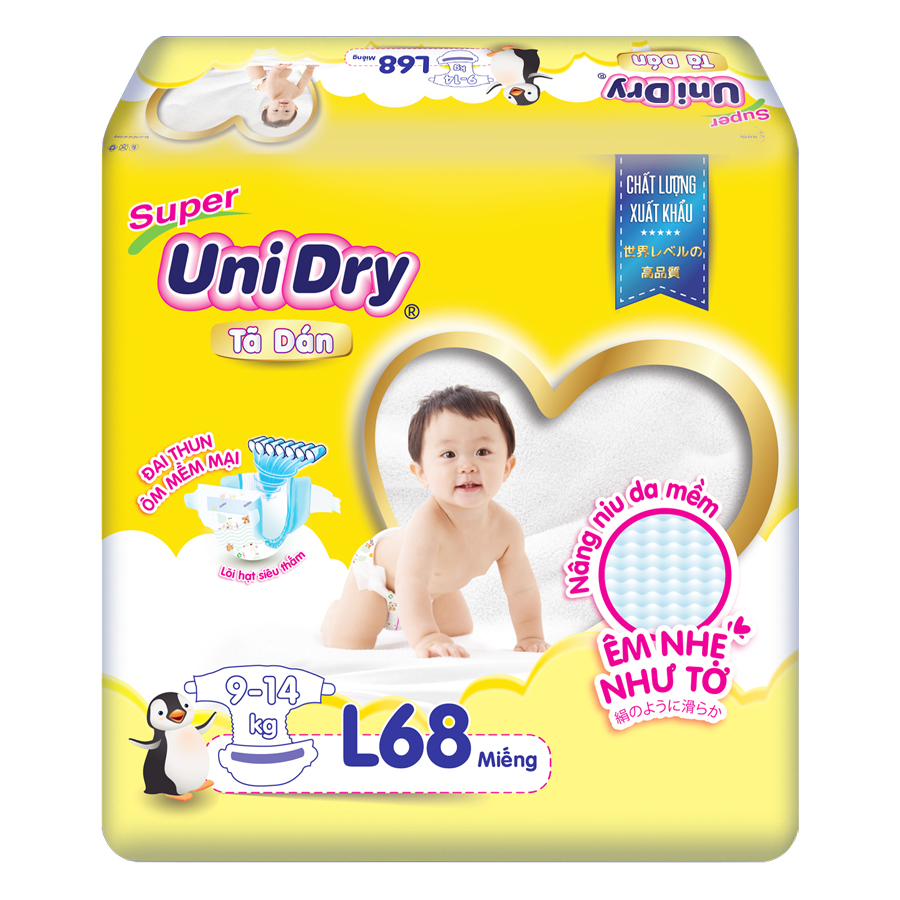 L68 Miếng
9-14
kg
Super
UniDry®
Tã Dán
CHẤT LƯỢNG
XUẤT KHẨU
世界レベルの
高品質
Super
UniDry®
Tã Dán
ĐAI THUN
ÔM MỀM MẠI
Lõi hạt siêu thấm
Nâng niu da mềm
ÊM NHẸ
NHƯ TƠ
絹のように滑らか
9-14
kg
L68 Miếng